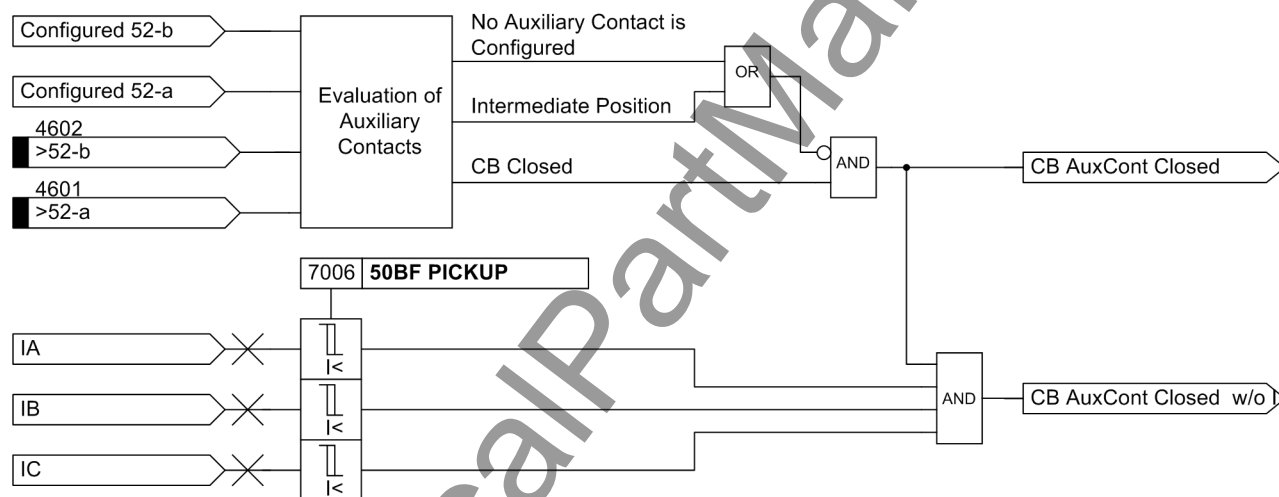 Configured 52-b
Configured 52-a
4602
>52-b
4601
>52-a
Evaluation of
Auxiliary
Contacts
No Auxiliary Contact is
Configured
Intermediate Position
CB Closed
OR
AND
CB AuxCont Closed
7006 50BF PICKUP
IA
I<
IB
I<
IC
I<
AND
CB AuxCont Closed w/o I